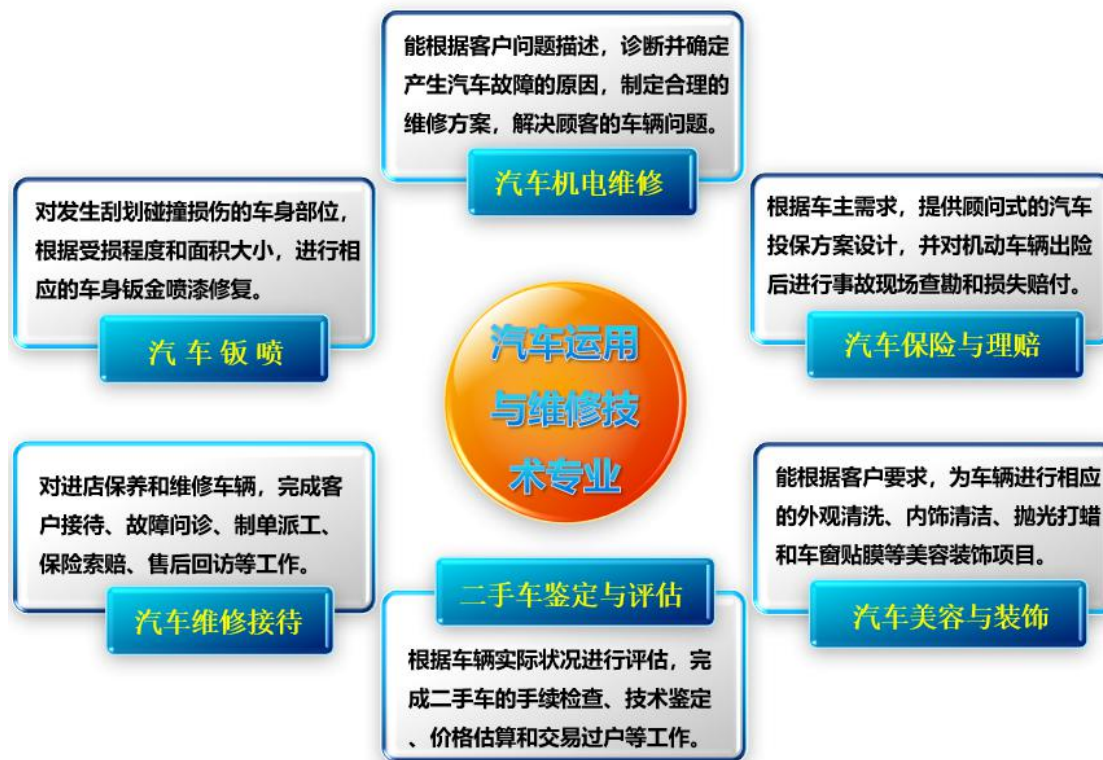 能根据客户问题描述，诊断并确定
产生汽车故障的原因，制定合理的
维修方案，解决顾客的车辆问题。
汽车机电维修
对发生刮划碰撞损伤的车身部位，
根据受损程度和面积大小，进行相
应的车身钣金喷漆修复。
汽车钣喷
根据车主需求，提供顾问式的汽车
投保方案设计，并对机动车辆出险
后进行事故现场查勘和损失赔付。
汽车保险与理赔
汽车运用
与维修技
术专业
对进店保养和维修车辆，完成客
户接待、故障问诊、制单派工、
保险索赔、售后回访等工作。
汽车维修接待
二手车鉴定与评估
根据车辆实际状况进行评估，完
成二手车的手续检查、技术鉴定
、价格估算和交易过户等工作。
能根据客户要求，为车辆进行相应
的外观清洗、内饰清洁、抛光打蜡
和车窗贴膜等美容装饰项目。
汽车美容与装饰